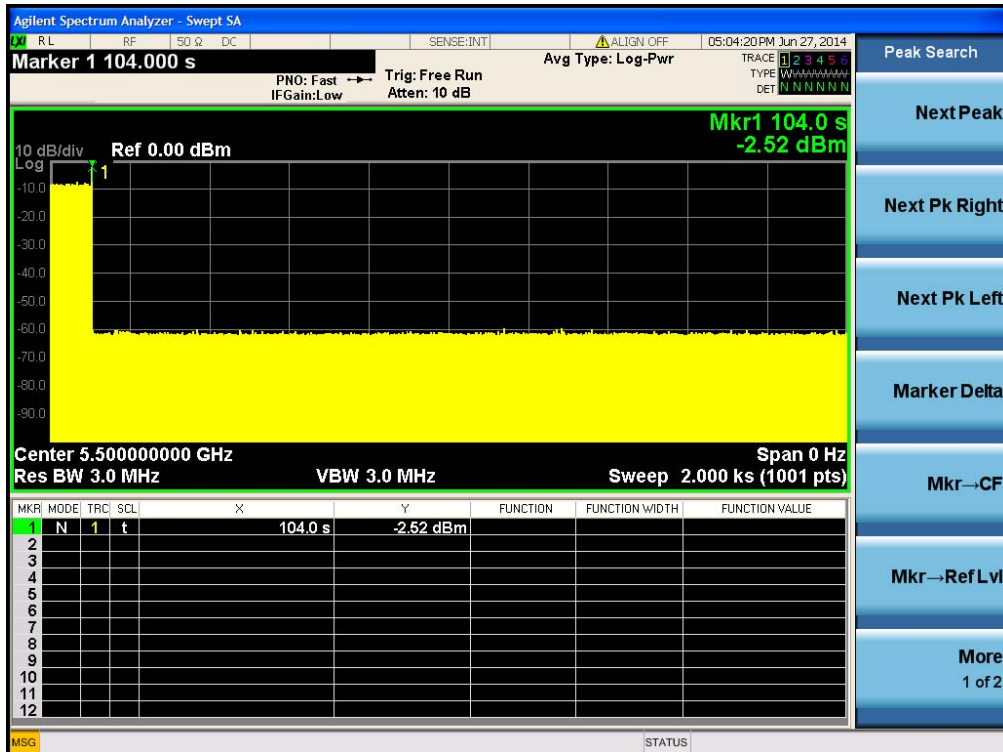 Agilent Spectrum Analyzer - Swept SA
LXI RL RF 50 Ω DC SENSE:INT ALIGN OFF 05:04:20 PM Jun 27, 2014
Marker 1 104.000 s
PNO: Fast
IFGain:Low
Trig: Free Run
Atten: 10 dB
Avg Type: Log-Pwr
TRACE 1 2 3 4 5 6
TYPE W
DET N N N N N N
Mkr1 104.0 s
-2.52 dBm
10 dB/div Ref 0.00 dBm
Log
1
-10.0
-20.0
-30.0
-40.0
-50.0
-60.0
-70.0
-80.0
-90.0
Center 5.500000000 GHz Span 0 Hz
Res BW 3.0 MHz VBW 3.0 MHz Sweep 2.000 ks (1001 pts)
MKR MODE TRC SCL X Y FUNCTION FUNCTION WIDTH FUNCTION VALUE
1 N 1 t 104.0 s -2.52 dBm
2
3
4
5
6
7
8
9
10
11
12
MSG STATUS
Peak Search
Next Peak
Next Pk Right
Next Pk Left
Marker Delta
Mkr→CF
Mkr→Ref Lvl
More
1 of 2